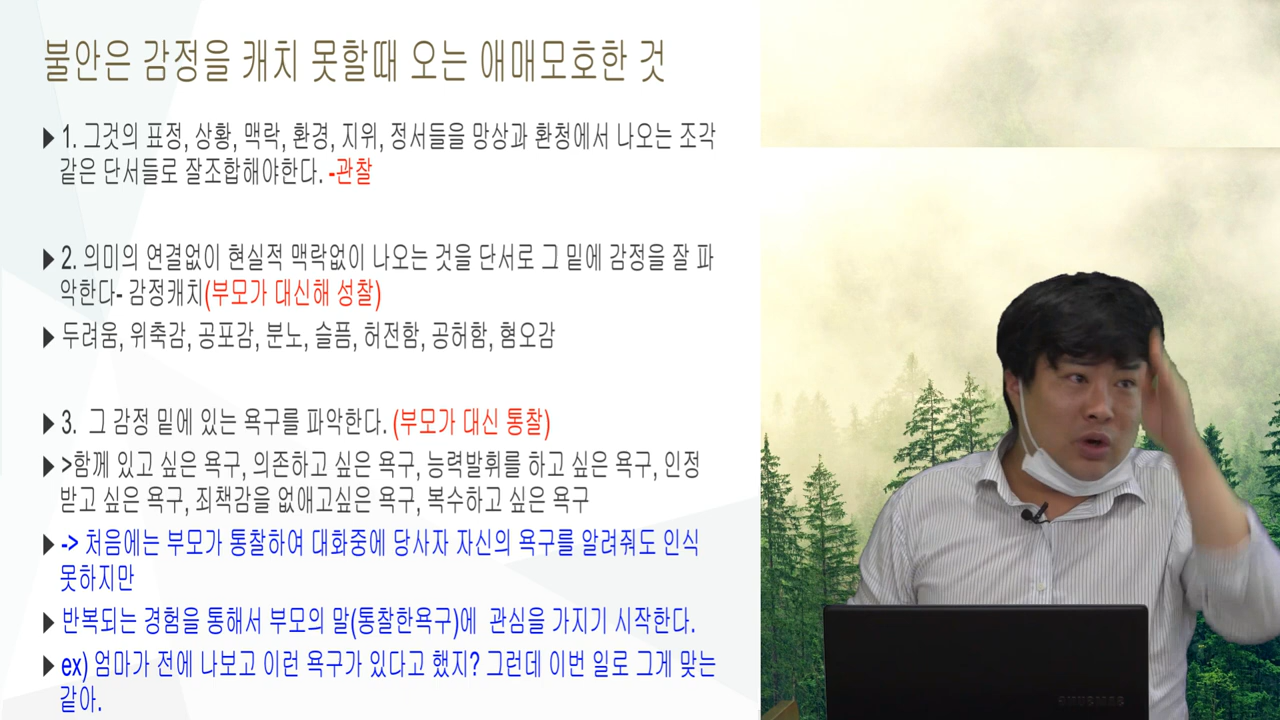 불안은 감정을 캐치 못할때 오는 애매모호한 것
1. 그것의 표정, 상황, 맥락, 환경, 지위, 정서들을 망상과 환청에서 나오는 조각
같은 단서들로 잘조합해야한다. -관찰
2. 의미의 연결없이 현실적 맥락없이 나오는 것을 단서로 그 밑에 감정을 잘 파
악한다- 감정캐치(부모가 대신해 성찰)
두려움, 위축감, 공포감, 분노, 슬픔, 허전함, 공허함, 혐오감
3. 그 감정 밑에 있는 욕구를 파악한다. (부모가 대신 통찰)
>함께 있고 싶은 욕구, 의존하고 싶은 욕구, 능력발휘를 하고 싶은 욕구, 인정
받고 싶은 욕구, 죄책감을 없애고싶은 욕구, 복수하고 싶은 욕구
-> 처음에는 부모가 통찰하여 대화중에 당사자 자신의 욕구를 알려줘도 인식
못하지만
반복되는 경험을 통해서 부모의 말(통찰한욕구)에 관심을 가지기 시작한다.
ex) 엄마가 전에 나보고 이런 욕구가 있다고 했지? 그런데 이번 일로 그게 맞는
같아.
SAMSUNG